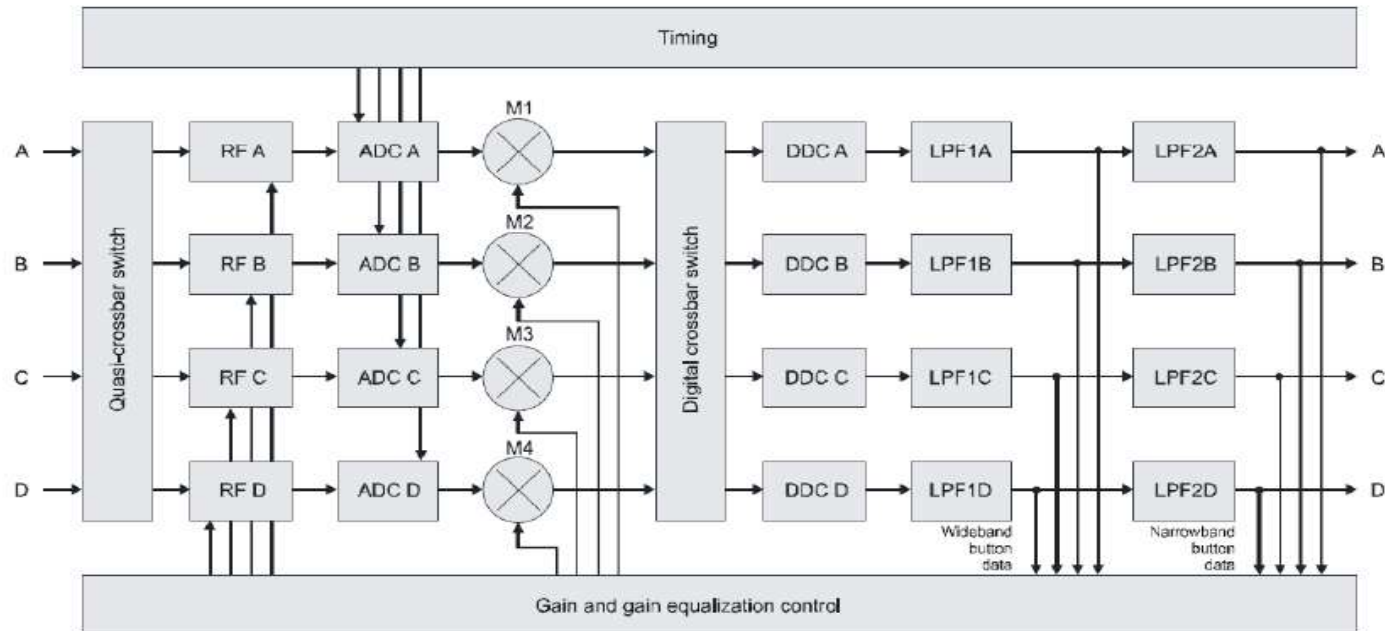 Timing
M1
A
RF A
ADC A
DDC A
LPF1A
LPF2A
A
M2
B
RF B
ADC B
DDC B
LPF1B
LPF2B
B
Quasi-crossbar switch
Digital crossbar switch
M3
C
RF C
ADC C
DDC C
LPF1C
LPF2C
C
M4
D
RF D
ADC D
DDC D
LPF1D
LPF2D
D
Wideband
button
data
Narrowband
button
data
Gain and gain equalization control